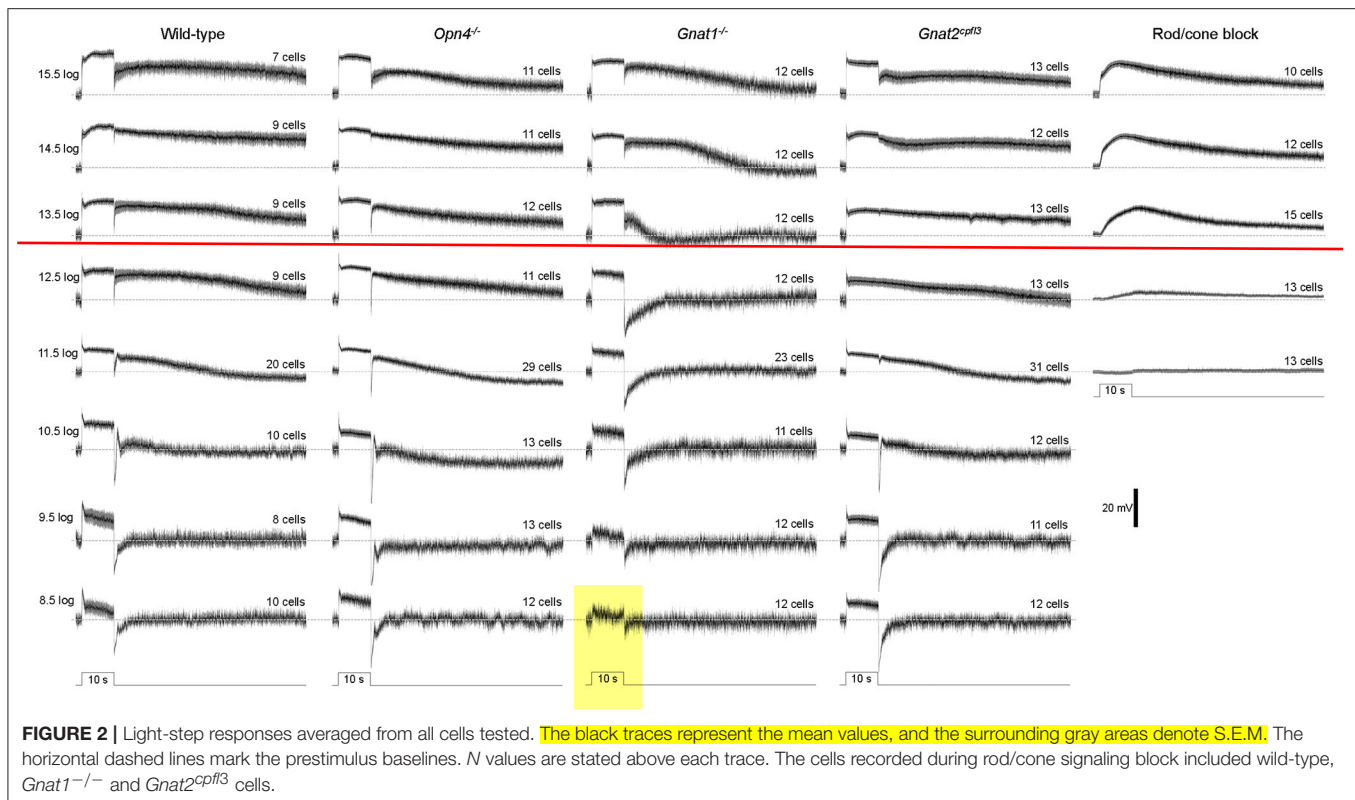 Wild-type Opn4-/- Gnat1-/- Gnat2cpfl3 Rod/cone block
15.5 log 7 cells 11 cells 12 cells 13 cells 10 cells
14.5 log 9 cells 11 cells 12 cells 12 cells 12 cells
13.5 log 9 cells 12 cells 12 cells 13 cells 15 cells
12.5 log 9 cells 11 cells 12 cells 13 cells 13 cells
11.5 log 20 cells 29 cells 23 cells 31 cells 13 cells
10 s
10.5 log 10 cells 13 cells 11 cells 12 cells
20 mV
9.5 log 8 cells 13 cells 12 cells 11 cells
8.5 log 10 cells 12 cells 12 cells 12 cells
10 s 10 s 10 s 10 s
FIGURE 2 | Light-step responses averaged from all cells tested. The black traces represent the mean values, and the surrounding gray areas denote S.E.M. The
horizontal dashed lines mark the prestimulus baselines. N values are stated above each trace. The cells recorded during rod/cone signaling block included wild-type,
Gnat1−/− and Gnat2cpfl3 cells.